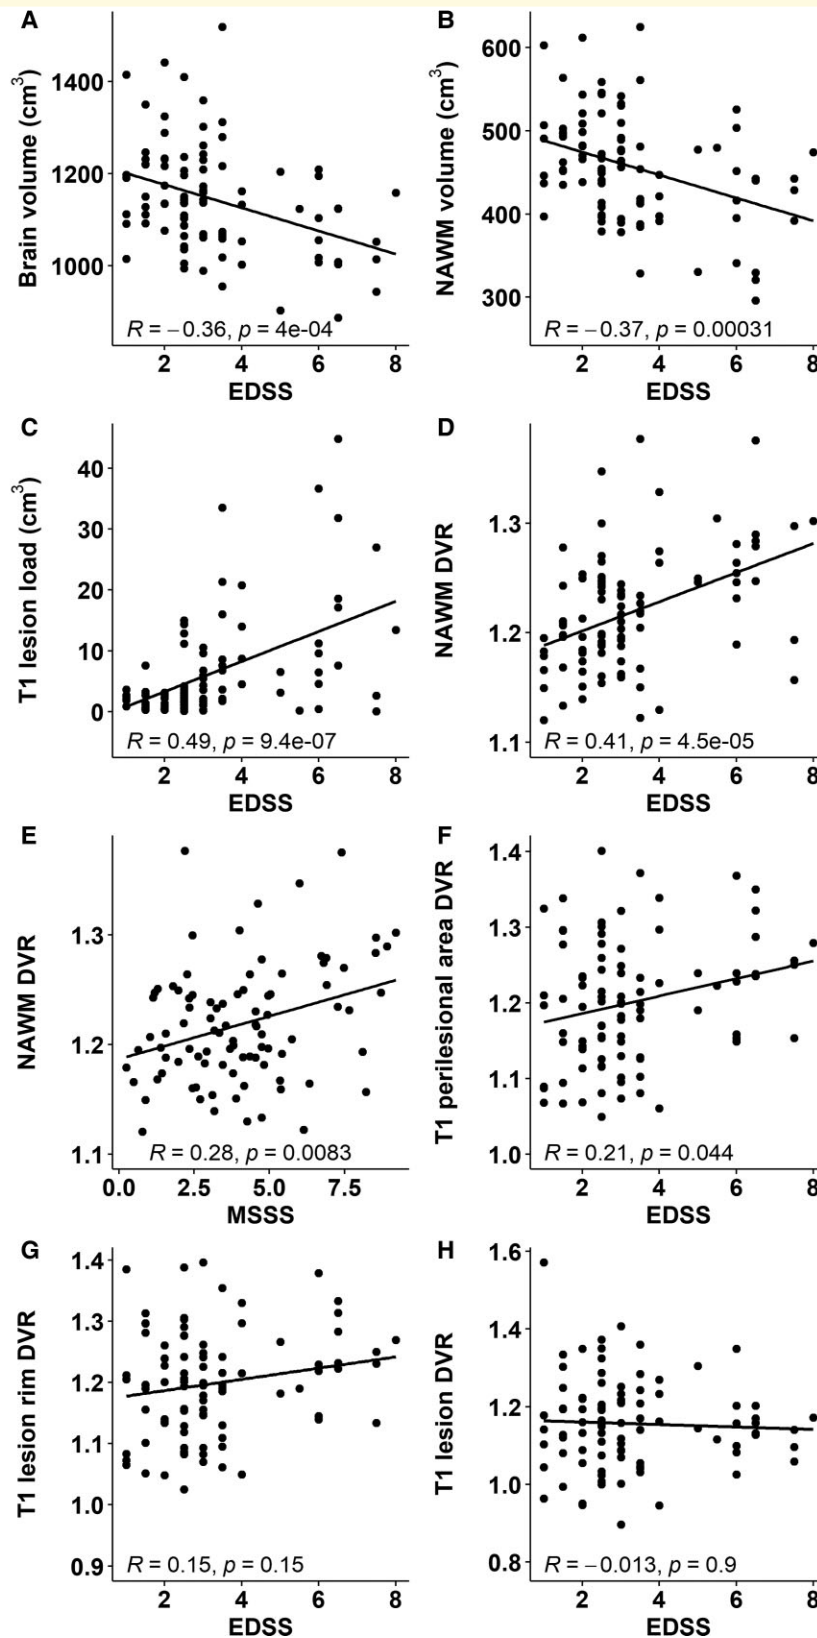 A
Brain volume (cm³)
1400
1200
1000
R = −0.36, p = 4e-04
2 4 6 8
EDSS
B
NAWM volume (cm³)
600
500
400
300
R = −0.37, p = 0.00031
2 4 6 8
EDSS
C
T1 lesion load (cm³)
40
30
20
10
0
R = 0.49, p = 9.4e-07
2 4 6 8
EDSS
D
NAWM DVR
1.3
1.2
1.1
R = 0.41, p = 4.5e-05
2 4 6 8
EDSS
E
NAWM DVR
1.3
1.2
1.1
R = 0.28, p = 0.0083
0.0 2.5 5.0 7.5
MSSS
F
T1 perilesional area DVR
1.4
1.3
1.2
1.1
1.0
R = 0.21, p = 0.044
2 4 6 8
EDSS
G
T1 lesion rim DVR
1.4
1.3
1.2
1.1
1.0
0.9
R = 0.15, p = 0.15
2 4 6 8
EDSS
H
T1 lesion DVR
1.6
1.4
1.2
1.0
0.8
R = −0.013, p = 0.9
2 4 6 8
EDSS